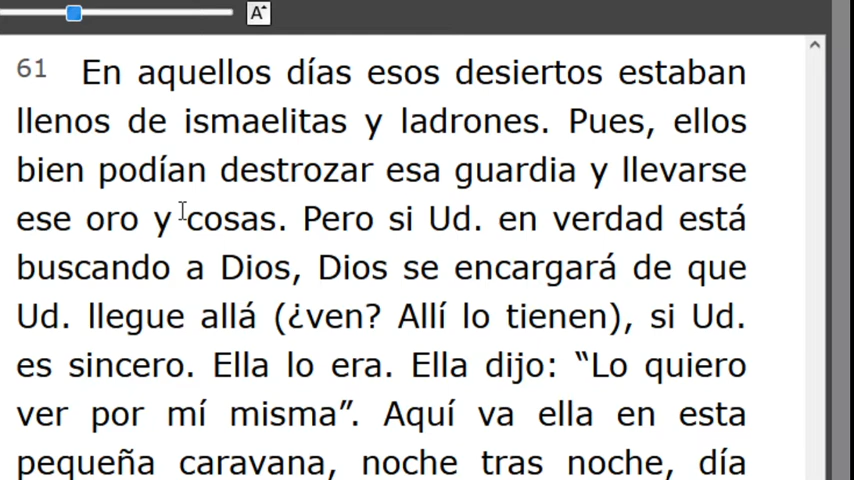 A
61 En aquellos días esos desiertos estaban
llenos de ismaelitas y ladrones. Pues, ellos
bien podían destrozar esa guardia y llevarse
ese oro y cosas. Pero si Ud. en verdad está
buscando a Dios, Dios se encargará de que
Ud. llegue allá (¿ven? Allí lo tienen), si Ud.
es sincero. Ella lo era. Ella dijo: “Lo quiero
ver por mí misma”. Aquí va ella en esta
pequeña caravana, noche tras noche, día